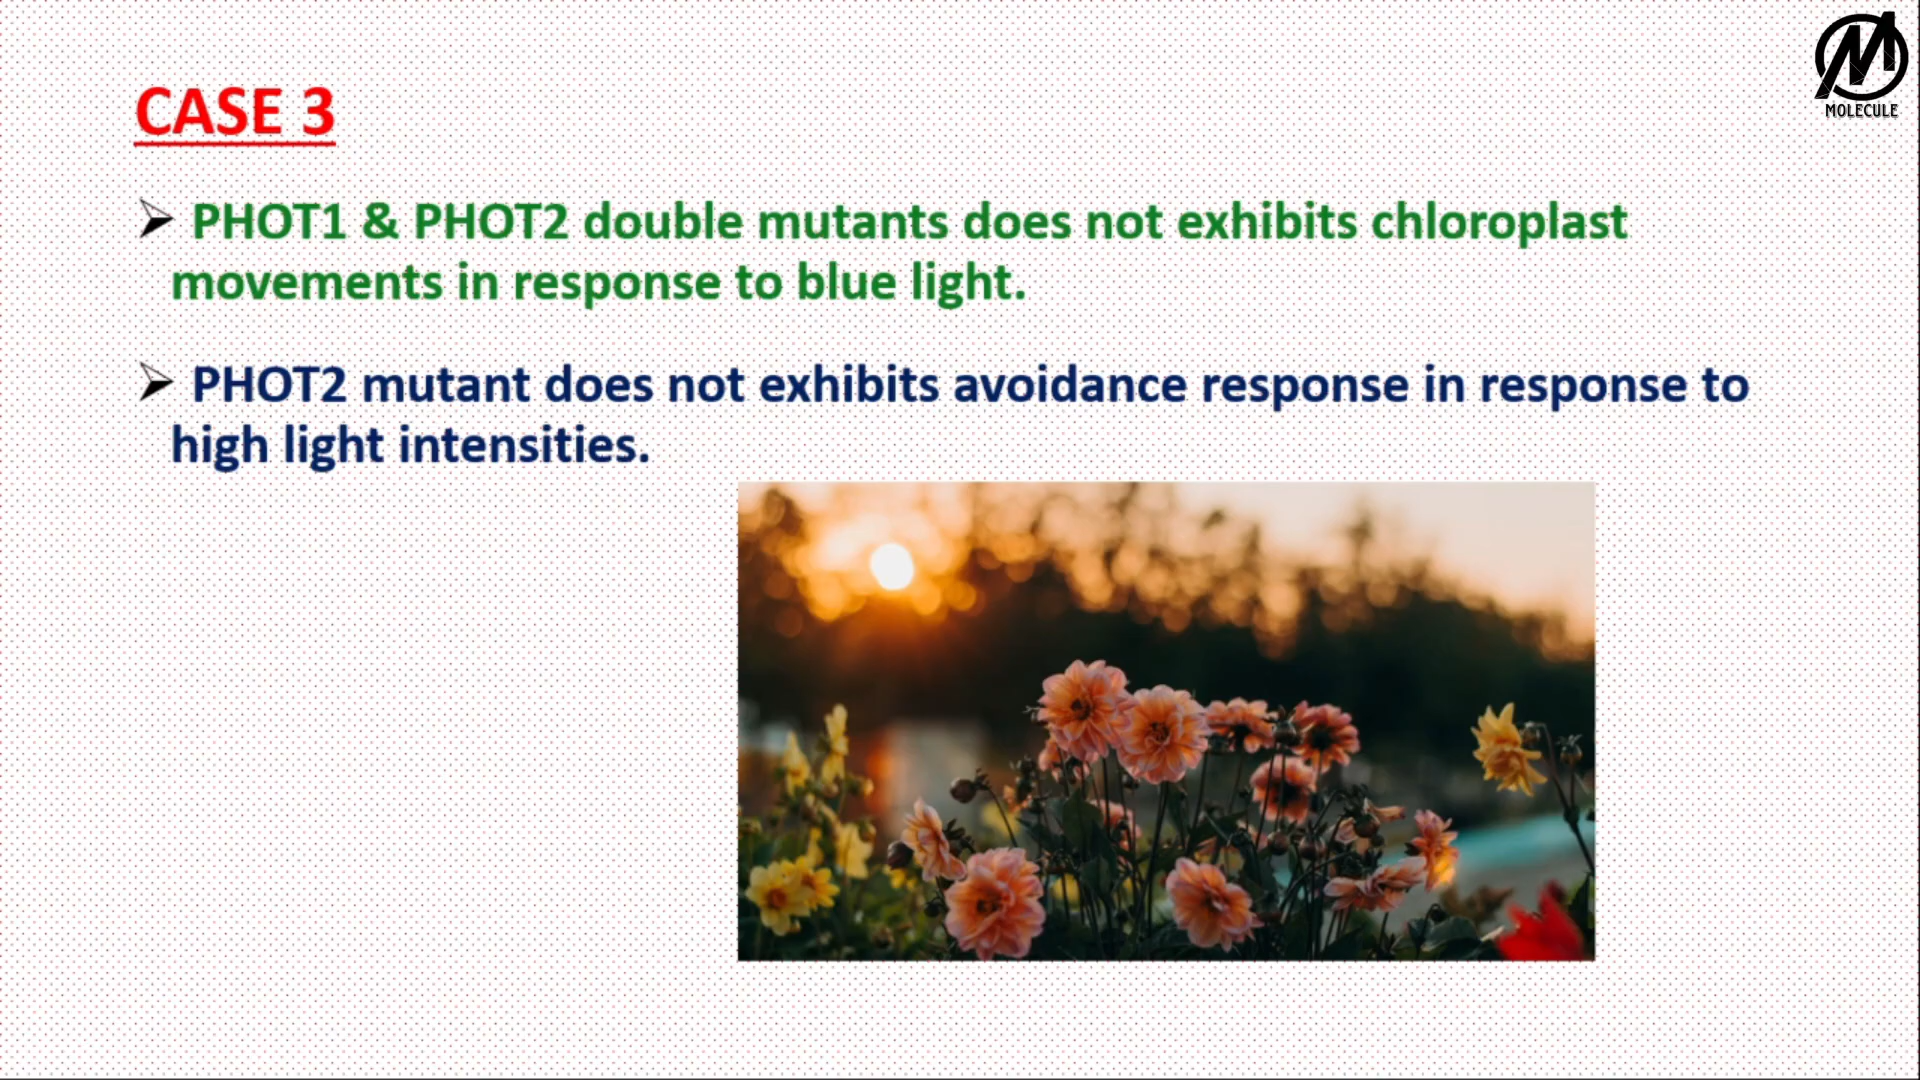 MOLECULE
CASE 3
PHOT1 & PHOT2 double mutants does not exhibits chloroplast
movements in response to blue light.
PHOT2 mutant does not exhibits avoidance response in response to
high light intensities.